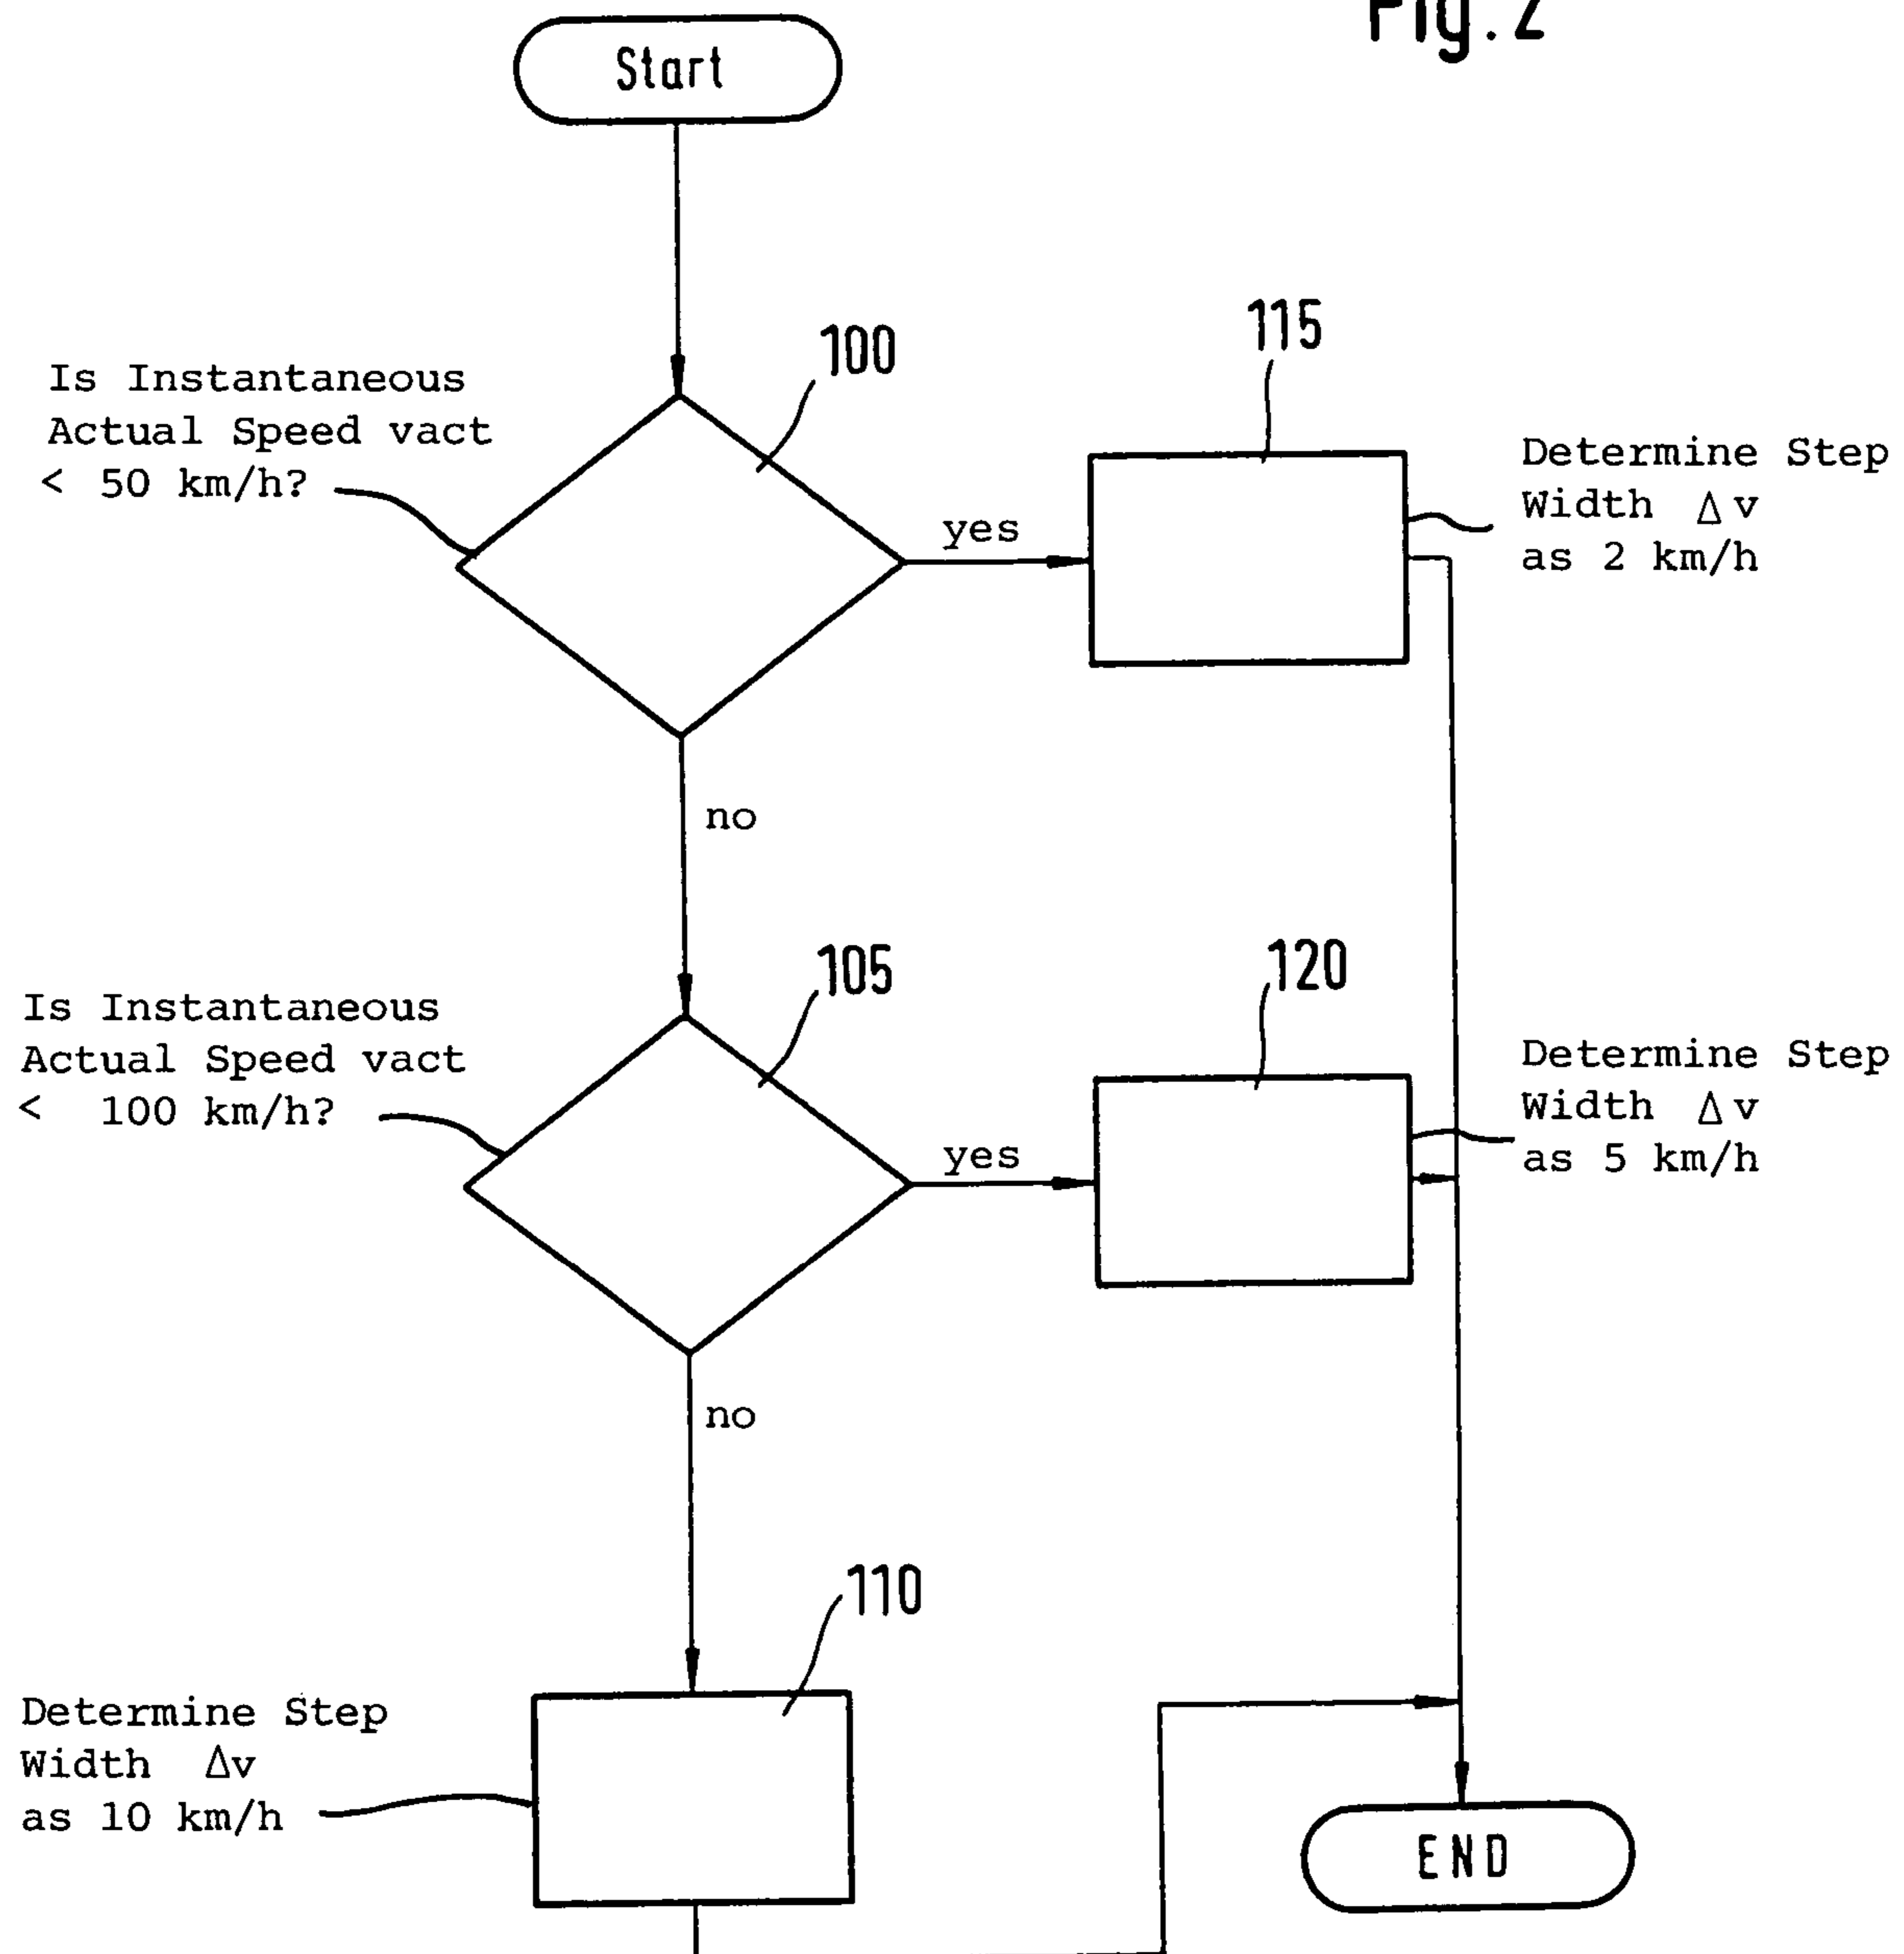 Fig. 2
Start
100
115
Is Instantaneous
Actual Speed vact
< 50 km/h?
Determine Step
Width Δv
as 2 km/h
yes
no
105
120
Is Instantaneous
Actual Speed vact
< 100 km/h?
Determine Step
Width Δv
as 5 km/h
yes
no
110
Determine Step
Width Δv
as 10 km/h
END